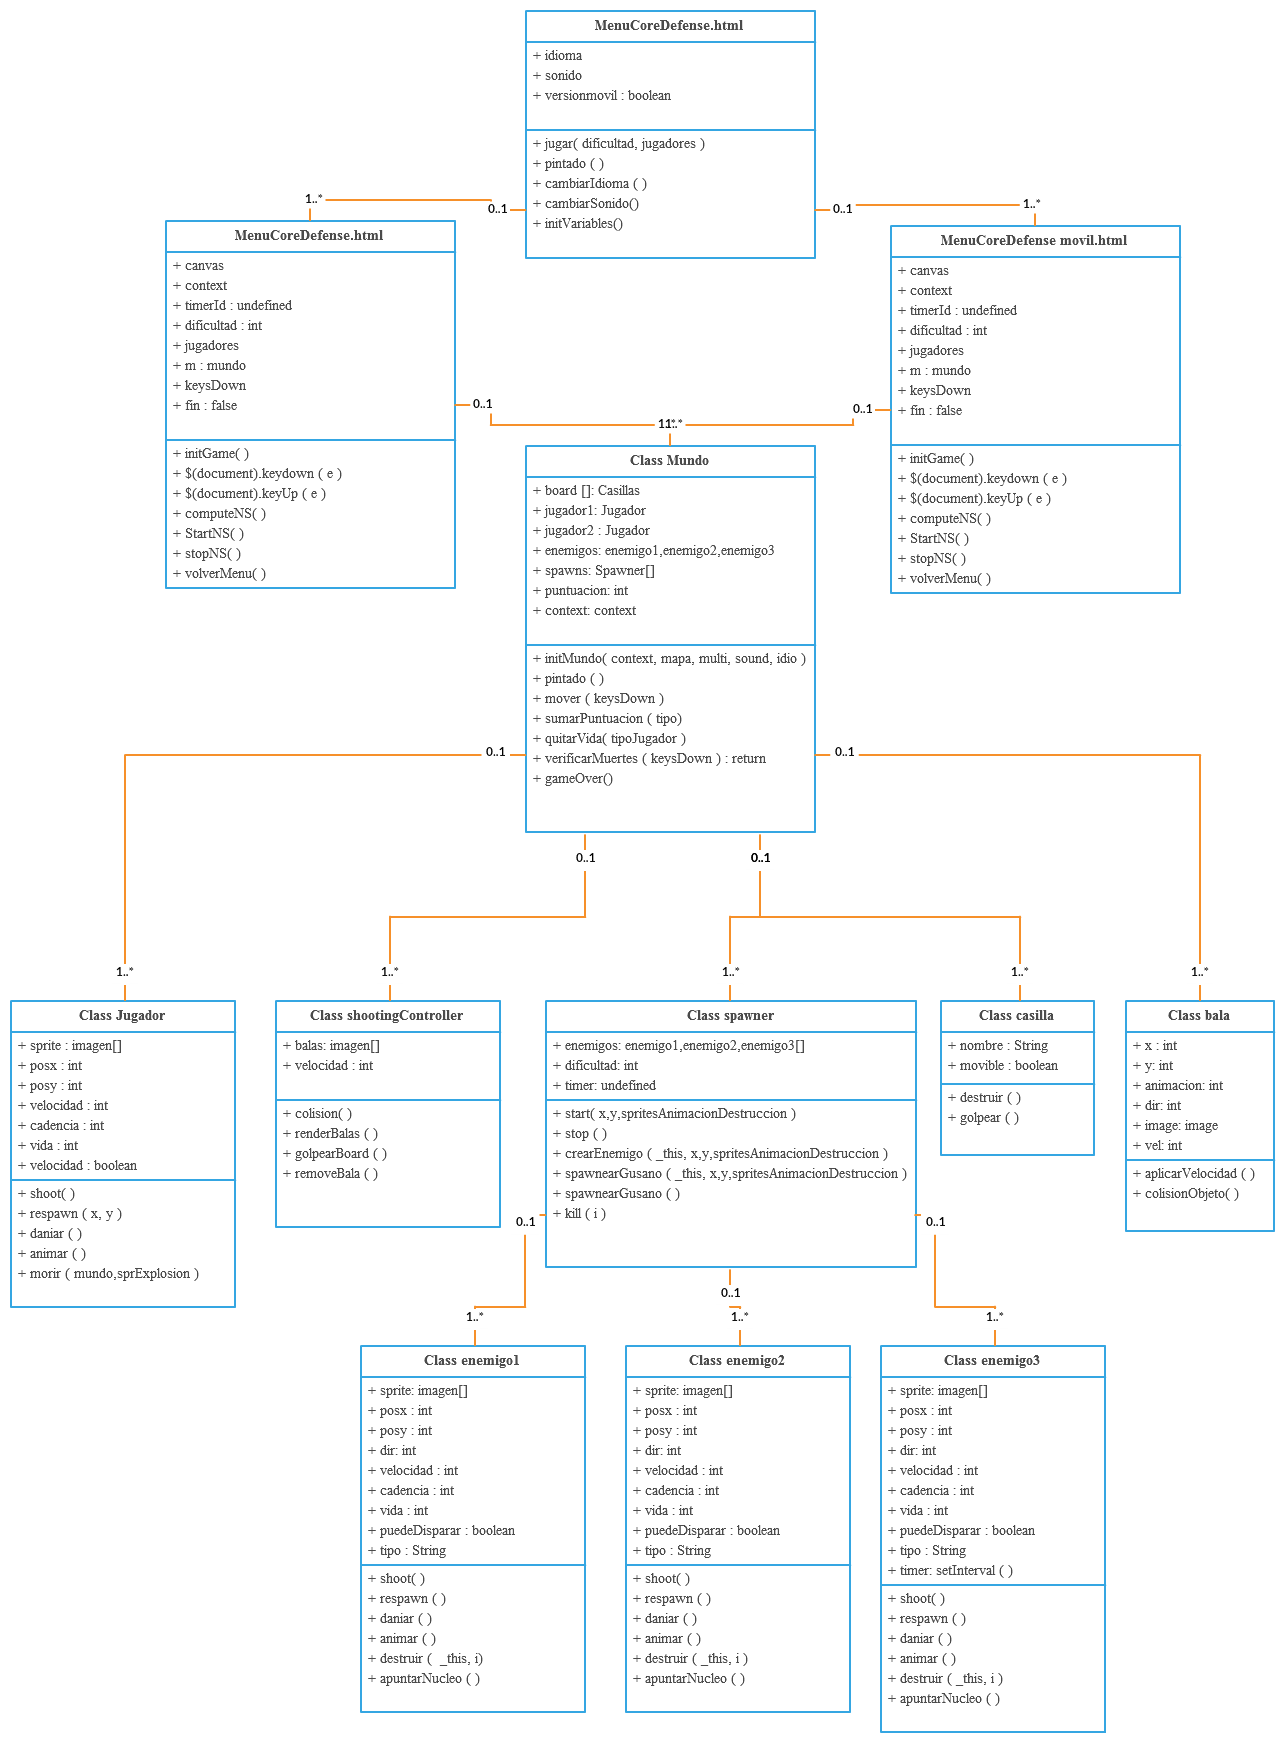 MenuCoreDefense.html
+ idioma
+ sonido
+ versionmovil : boolean
+ jugar( dificultad, jugadores )
+ pintado ( )
+ cambiarIdioma ( )
+ cambiarSonido()
+ initVariables()
1..*
0..1
0..1
1..*
MenuCoreDefense.html
+ canvas
+ context
+ timerId : undefined
+ dificultad : int
+ jugadores
+ m : mundo
+ keysDown
+ fin : false
+ initGame( )
+ $(document).keydown ( e )
+ $(document).keyUp ( e )
+ computeNS( )
+ StartNS( )
+ stopNS( )
+ volverMenu( )
MenuCoreDefense movil.html
+ canvas
+ context
+ timerId : undefined
+ dificultad : int
+ jugadores
+ m : mundo
+ keysDown
+ fin : false
+ initGame( )
+ $(document).keydown ( e )
+ $(document).keyUp ( e )
+ computeNS( )
+ StartNS( )
+ stopNS( )
+ volverMenu( )
0..1
0..1
Class Mundo
+ board []: Casillas
+ jugador1: Jugador
+ jugador2 : Jugador
+ enemigos: enemigo1,enemigo2,enemigo3
+ spawns: Spawner[]
+ puntuacion: int
+ context: context
+ initMundo( context, mapa, multi, sound, idio )
+ pintado ( )
+ mover ( keysDown )
+ sumarPuntuacion ( tipo)
+ quitarVida( tipoJugador )
+ verificarMuertes ( keysDown ) : return
+ gameOver()
0..1
0..1
0..1
0..1
1..*
1..*
1..*
1..*
1..*
Class Jugador
+ sprite : imagen[]
+ posx : int
+ posy : int
+ velocidad : int
+ cadencia : int
+ vida : int
+ velocidad : boolean
+ shoot( )
+ respawn ( x, y )
+ daniar ( )
+ animar ( )
+ morir ( mundo,sprExplosion )
Class shootingController
+ balas: imagen[]
+ velocidad : int
+ colision( )
+ renderBalas ( )
+ golpearBoard ( )
+ removeBala ( )
Class spawner
+ enemigos: enemigo1,enemigo2,enemigo3[]
+ dificultad: int
+ timer: undefined
+ start( x,y,spritesAnimacionDestruccion )
+ stop ( )
+ crearEnemigo ( _this, x,y,spritesAnimacionDestruccion )
+ spawnearGusano ( _this, x,y,spritesAnimacionDestruccion )
+ spawnearGusano ( )
+ kill ( i )
Class casilla
+ nombre : String
+ movible : boolean
+ destruir ( )
+ golpear ( )
Class bala
+ x : int
+ y: int
+ animacion: int
+ dir: int
+ image: image
+ vel: int
+ aplicarVelocidad ( )
+ colisionObjeto( )
0..1
0..1
0..1
1..*
1..*
1..*
Class enemigo1
+ sprite: imagen[]
+ posx : int
+ posy : int
+ dir: int
+ velocidad : int
+ cadencia : int
+ vida : int
+ puedeDisparar : boolean
+ tipo : String
+ shoot( )
+ respawn ( )
+ daniar ( )
+ animar ( )
+ destruir (  _this, i)
+ apuntarNucleo ( )
Class enemigo2
+ sprite: imagen[]
+ posx : int
+ posy : int
+ dir: int
+ velocidad : int
+ cadencia : int
+ vida : int
+ puedeDisparar : boolean
+ tipo : String
+ shoot( )
+ respawn ( )
+ daniar ( )
+ animar ( )
+ destruir ( _this, i )
+ apuntarNucleo ( )
Class enemigo3
+ sprite: imagen[]
+ posx : int
+ posy : int
+ dir: int
+ velocidad : int
+ cadencia : int
+ vida : int
+ puedeDisparar : boolean
+ tipo : String
+ timer: setInterval ( )
+ shoot( )
+ respawn ( )
+ daniar ( )
+ animar ( )
+ destruir ( _this, i )
+ apuntarNucleo ( )